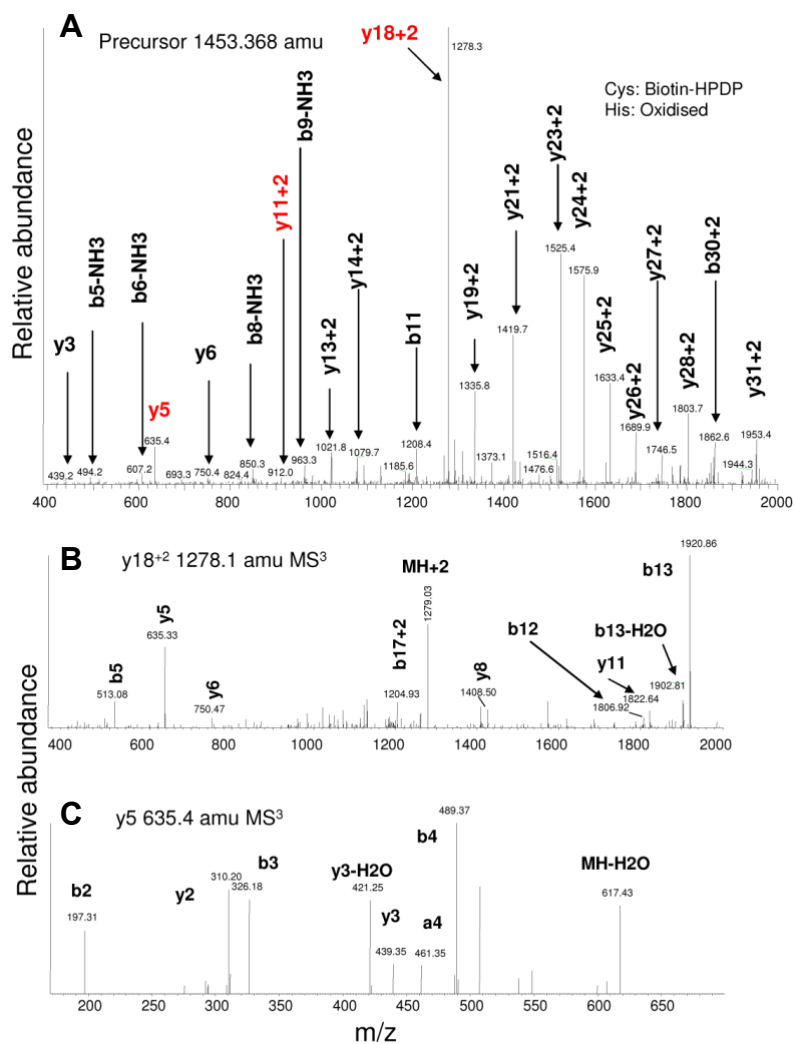 A
Precursor 1453.368 amu
y18+2
1278.3
Cys: Biotin-HPDP
His: Oxidised
Relative abundance
y3
b5-NH3
b6-NH3
y5
y6
b8-NH3
y11+2
b9-NH3
y13+2
y14+2
b11
y19+2
y21+2
y23+2
y24+2
y25+2
y26+2
y27+2
y28+2
b30+2
y31+2
439.2
494.2
607.2
635.4
693.3
750.4
824.4
850.3
912.0
963.3
1021.8
1079.7
1185.6
1208.4
1335.8
1373.1
1419.7
1476.6
1516.4
1525.4
1575.9
1633.4
1689.9
1746.5
1803.7
1862.6
1944.3
1953.4
400 600 800 1000 1200 1400 1600 1800 2000
B
y18+2 1278.1 amu MS3
Relative abundance
b5
513.08
y5
635.33
y6
750.47
b17+2
1204.93
MH+2
1279.03
y8
1408.50
b12
1806.92
y11
1822.64
b13-H2O
1902.81
b13
1920.86
400 600 800 1000 1200 1400 1600 1800 2000
C
y5 635.4 amu MS3
b2
197.31
y2
310.20
b3
326.18
y3-H2O
421.25
y3
439.35
a4
461.35
b4
489.37
MH-H2O
617.43
200 250 300 350 400 450 500 550 600 650
m/z